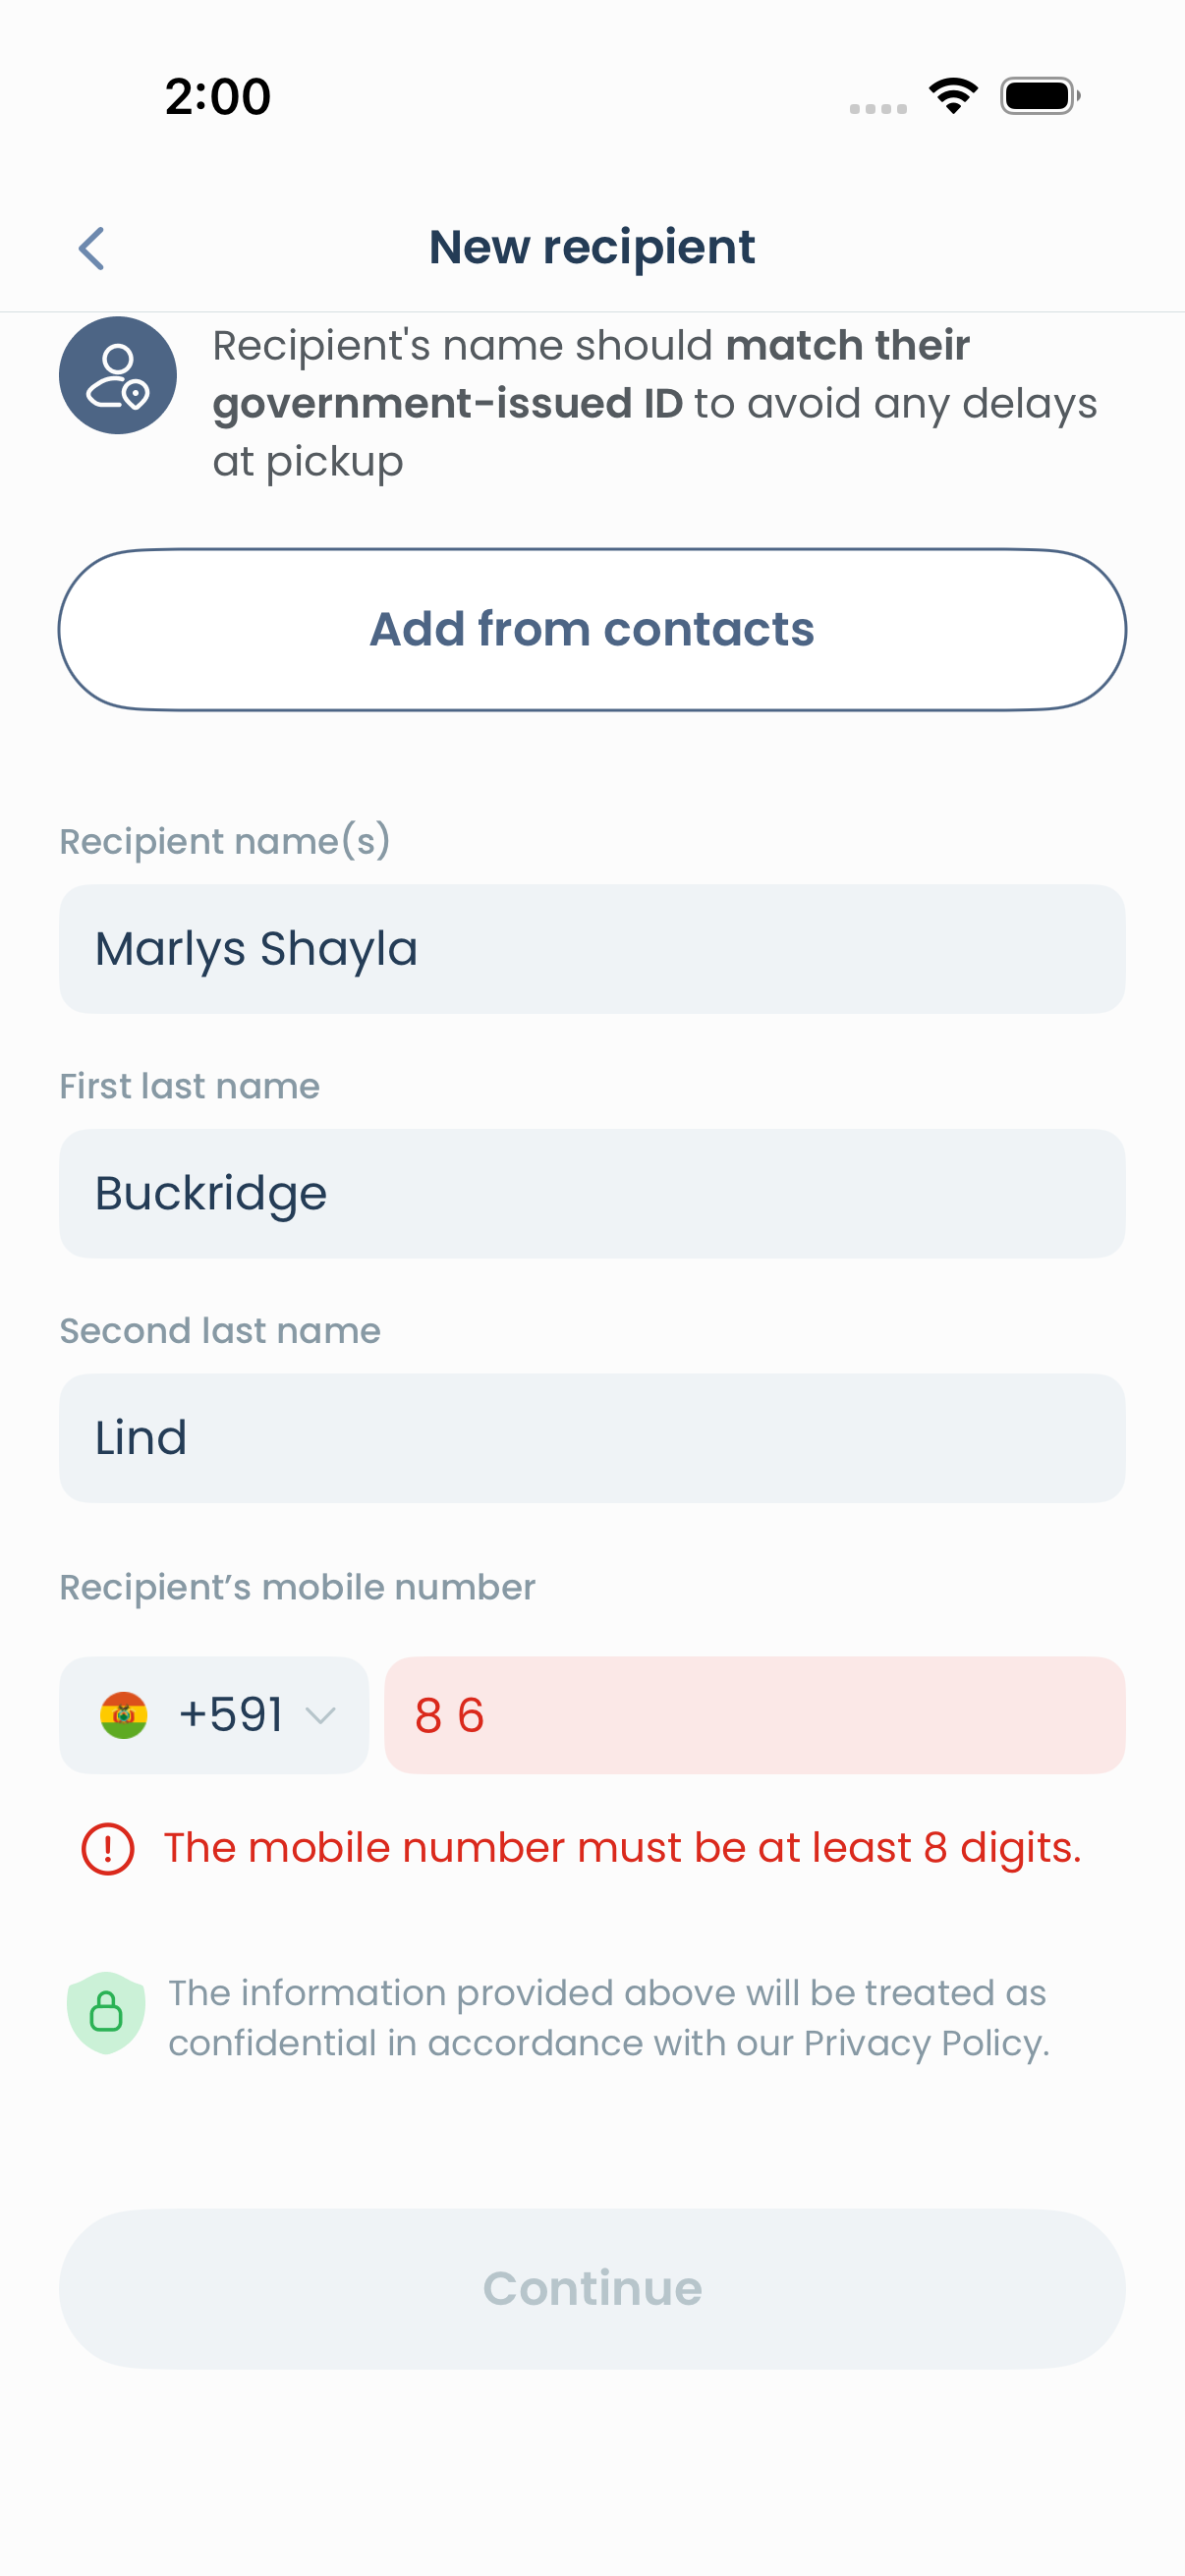 2:00
New recipient
Recipient's name should match their
government-issued ID to avoid any delays
at pickup
Add from contacts
Recipient name(s)
Marlys Shayla
First last name
Buckridge
Second last name
Lind
Recipient’s mobile number
+591 8 6
The mobile number must be at least 8 digits.
The information provided above will be treated as
confidential in accordance with our Privacy Policy.
Continue